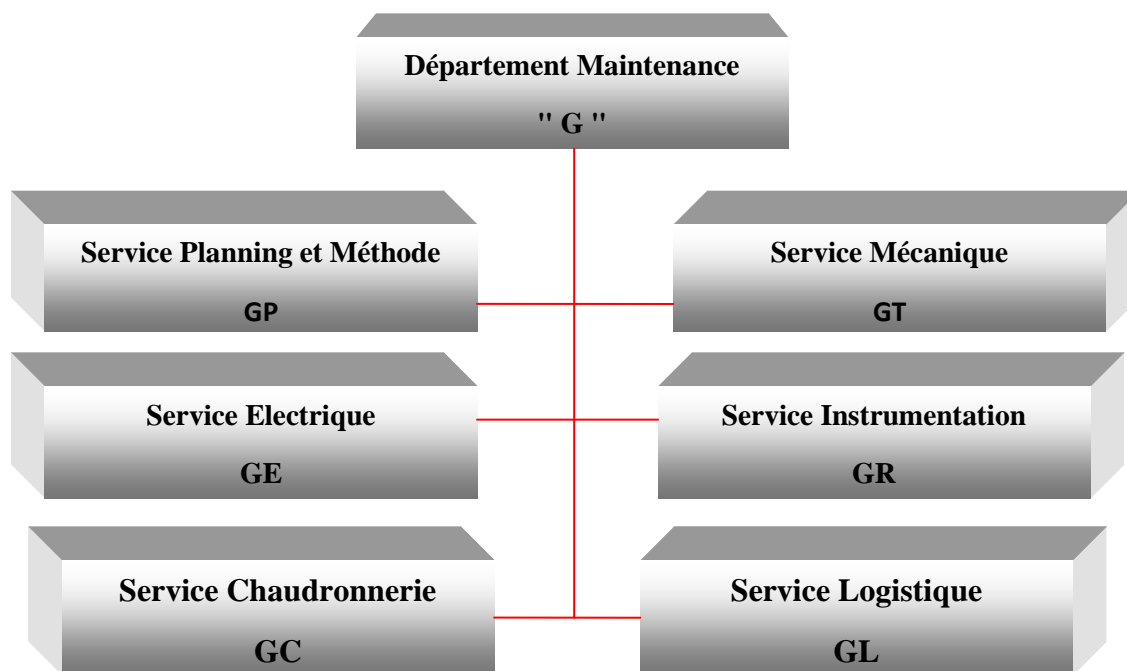 Département Maintenance
" G "
Service Planning et Méthode
GP
Service Mécanique
GT
Service Electrique
GE
Service Instrumentation
GR
Service Chaudronnerie
GC
Service Logistique
GL